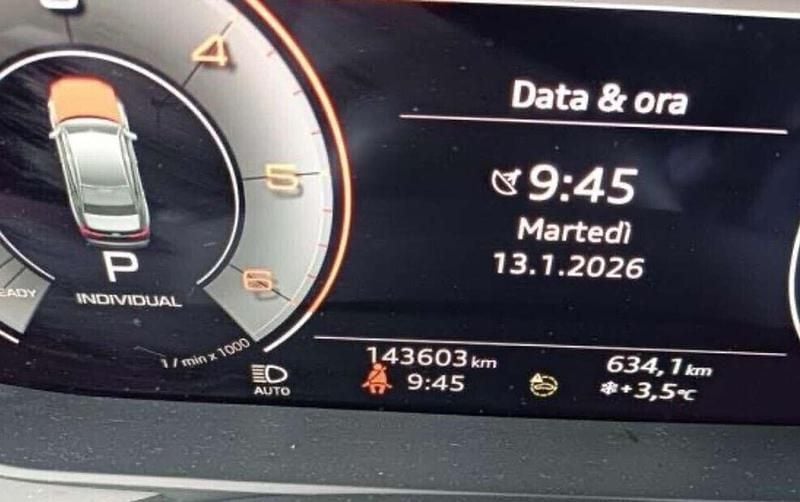 4
5
6
P
INDIVIDUAL
EADY
1 / min x 1000
Data & ora
9:45
Martedì
13.1.2026
143603 km
634,1 km
AUTO
9:45
+3,5°C